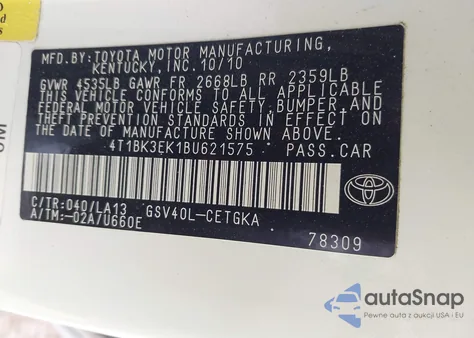 MFD. BY:TOYOTA MOTOR MANUFACTURING,
KENTUCKY, INC. 10/10
GVWR 4535LB GAWR FR 2668LB RR 2359LB
THIS VEHICLE CONFORMS TO ALL APPLICABLE
FEDERAL MOTOR VEHICLE SAFETY, BUMPER, AND
THEFT PREVENTION STANDARDS IN EFFECT ON
THE DATE OF MANUFACTURE SHOWN ABOVE.
4T1BK3EK1BU621575 PASS.CAR
C/TR:040/LA13 GSV40L-CETGKA
A/TM:-02A/U660E
78309
autoSnap
Pewne auta z aukcji USA i EU